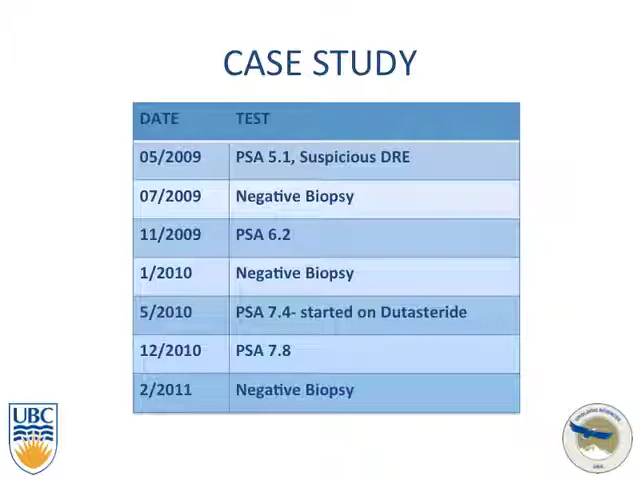 CASE STUDY
DATE TEST
05/2009 PSA 5.1, Suspicious DRE
07/2009 Negative Biopsy
11/2009 PSA 6.2
1/2010 Negative Biopsy
5/2010 PSA 7.4- started on Dutasteride
12/2010 PSA 7.8
2/2011 Negative Biopsy
UBC
UROLOGIC SCIENCES